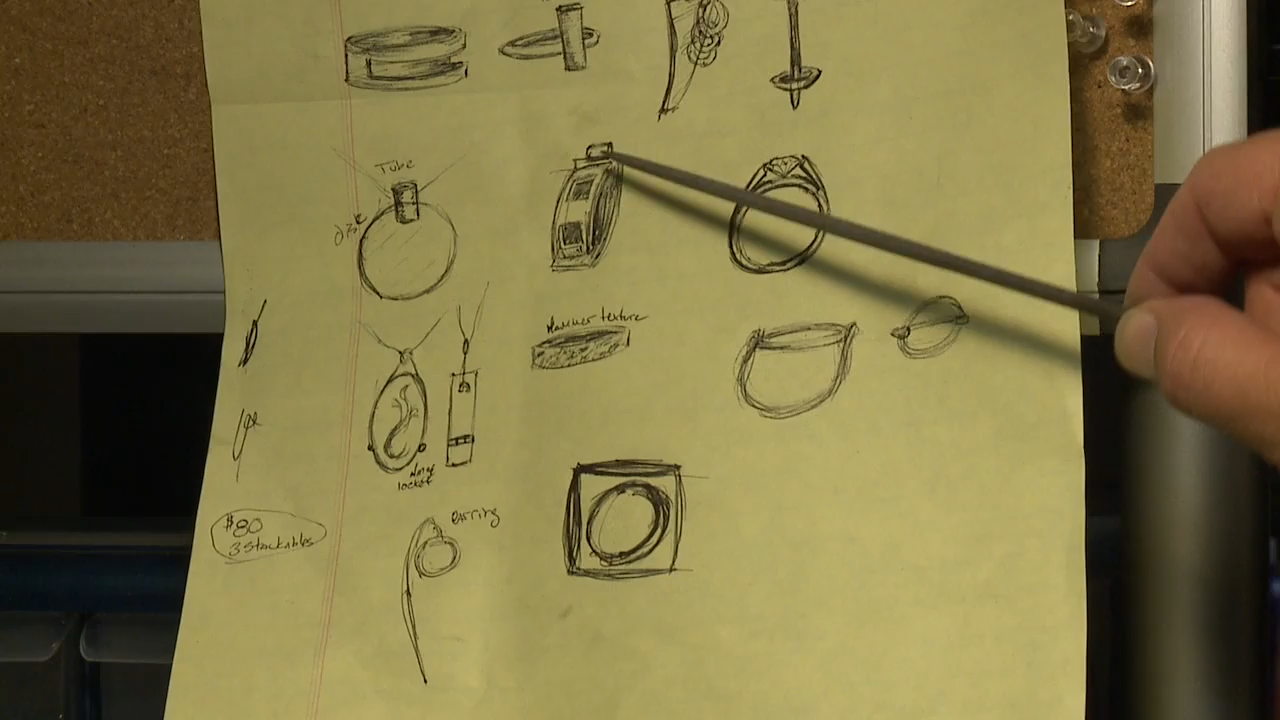 Tube
Disk
Hammer texture
locket
$80
3 Stackables
earring